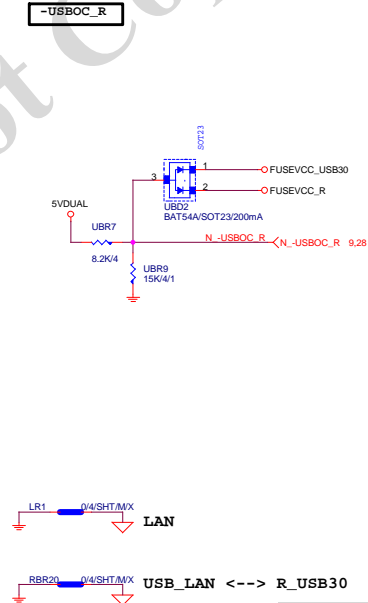 -USBOC_R
SOT23
3
1
FUSEVCC_USB30
2
FUSEVCC_R
UBD2
BAT54A/SOT23/200mA
5VDUAL
UBR7
8.2K/4
N_-USBOC_R
N_-USBOC_R 9,28
UBR9
15K/4/1
LR1
0/4/SHT/M/X
LAN
RBR20
0/4/SHT/M/X
USB_LAN <--> R_USB30